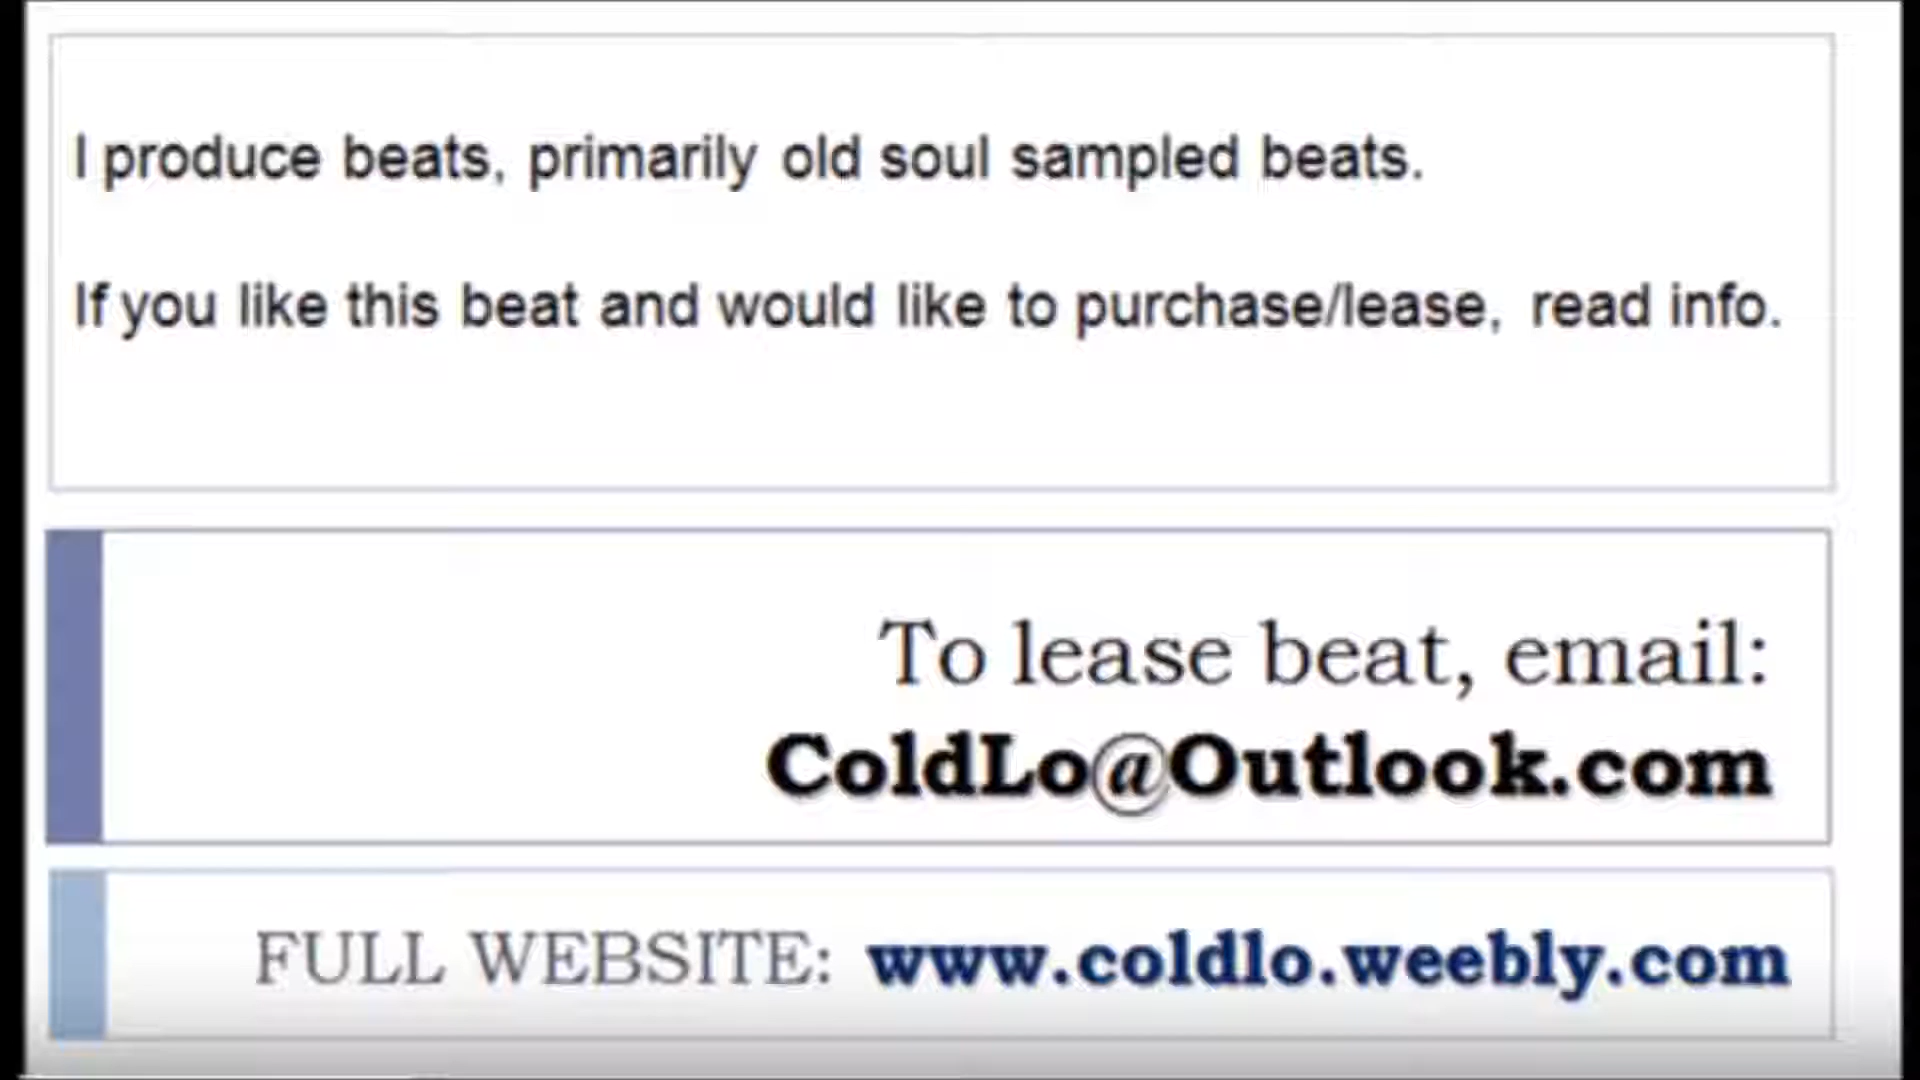 I produce beats, primarily old soul sampled beats.
If you like this beat and would like to purchase/lease, read info.
To lease beat, email:
ColdLo@Outlook.com
FULL WEBSITE: www.coldlo.weebly.com